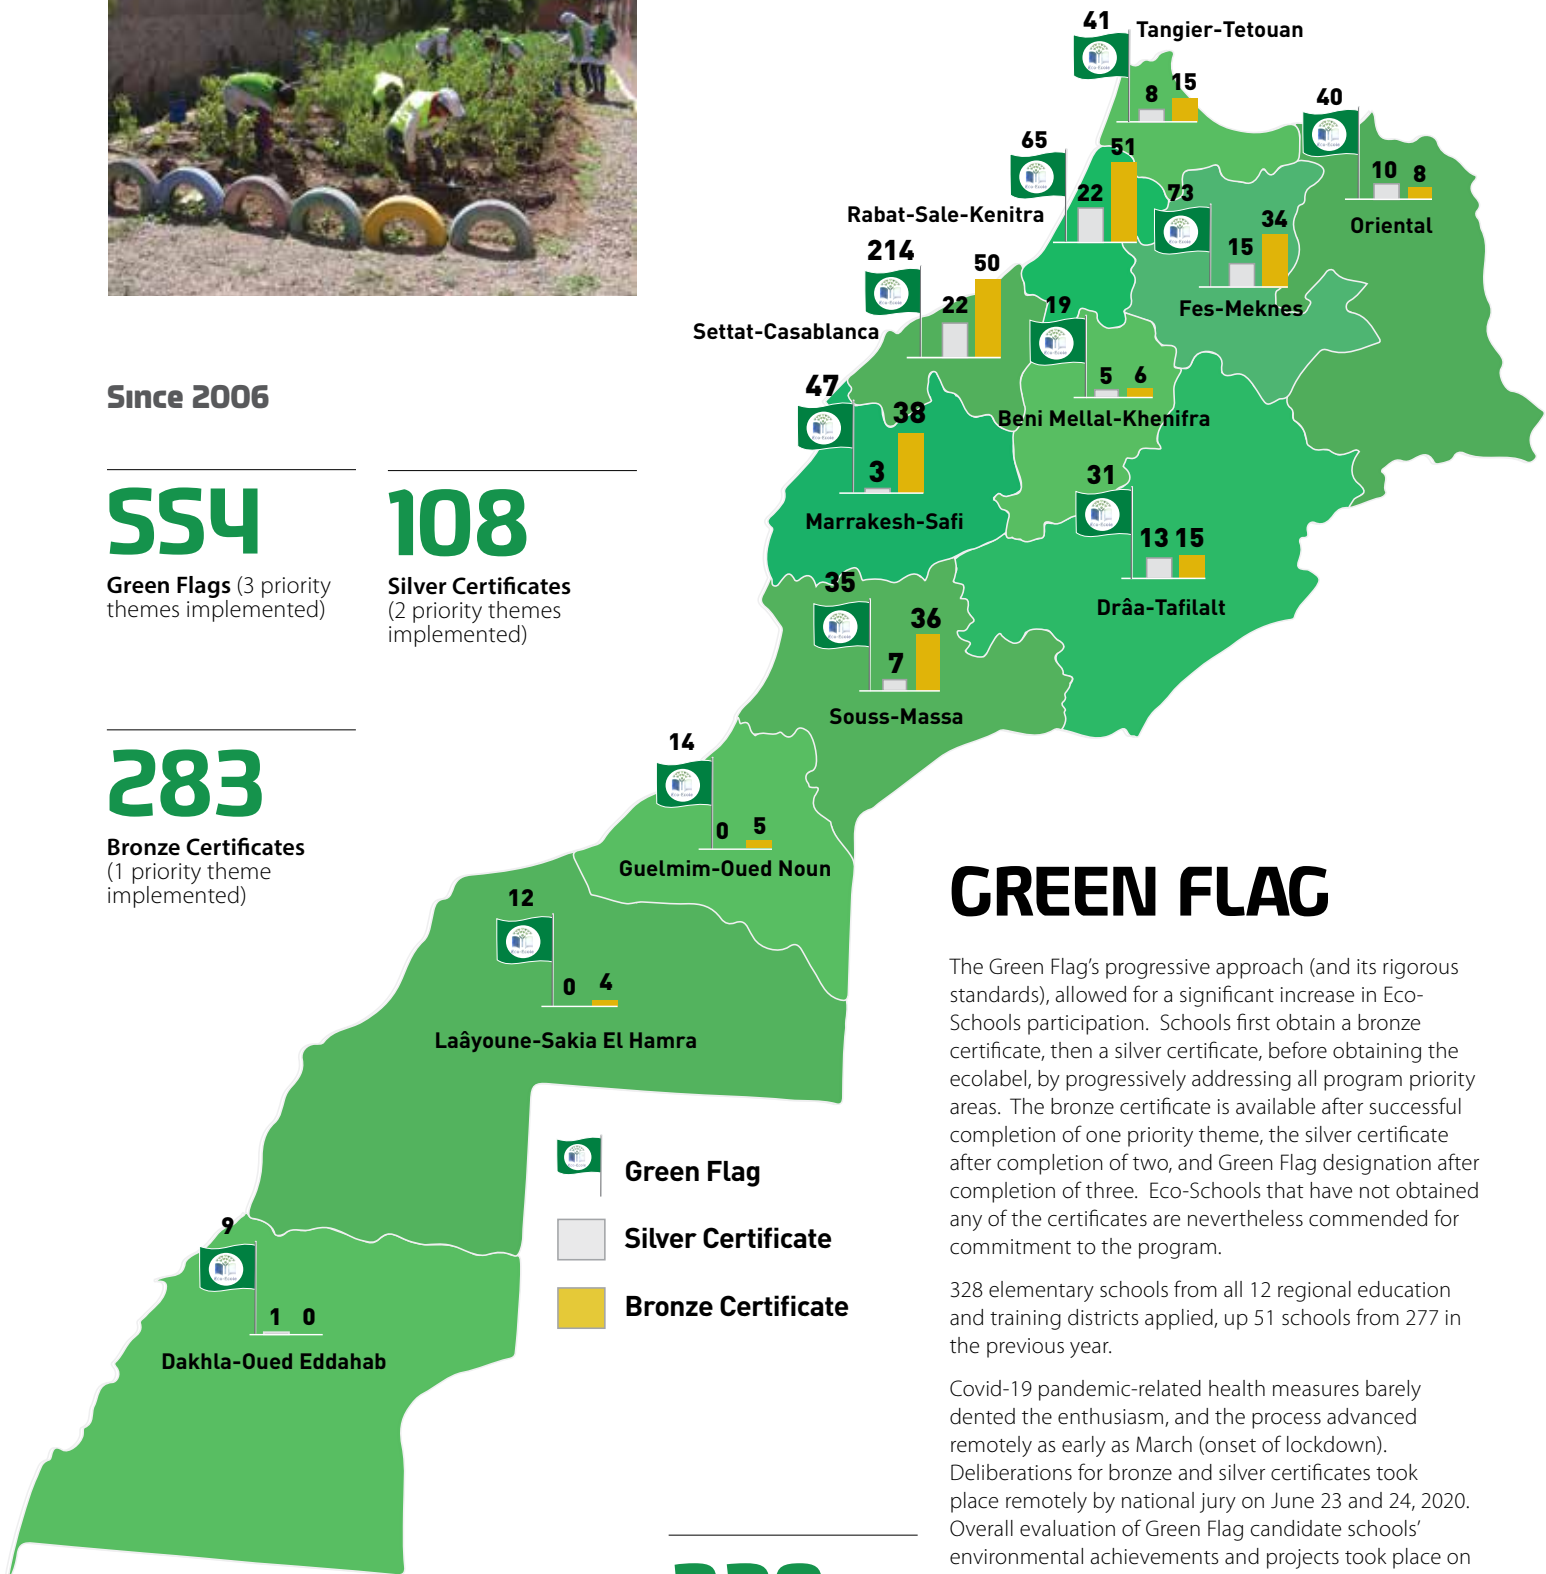 Since 2006
554
Green Flags (3 priority
themes implemented)
108
Silver Certificates
(2 priority themes
implemented)
283
Bronze Certificates
(1 priority theme
implemented)
41
Tangier-Tetouan
8
15
40
10
8
Oriental
65
22
51
Rabat-Sale-Kenitra
73
15
34
Fes-Meknes
214
22
50
Settat-Casablanca
19
5
6
Beni Mellal-Khenifra
47
3
38
Marrakesh-Safi
31
13
15
Drâa-Tafilalt
35
7
36
Souss-Massa
14
0
5
Guelmim-Oued Noun
12
0
4
Laâyoune-Sakia El Hamra
9
1
0
Dakhla-Oued Eddahab
Green Flag
Silver Certificate
Bronze Certificate
GREEN FLAG
The Green Flag’s progressive approach (and its rigorous
standards), allowed for a significant increase in Eco-
Schools participation. Schools first obtain a bronze
certificate, then a silver certificate, before obtaining the
ecolabel, by progressively addressing all program priority
areas. The bronze certificate is available after successful
completion of one priority theme, the silver certificate
after completion of two, and Green Flag designation after
completion of three. Eco-Schools that have not obtained
any of the certificates are nevertheless commended for
commitment to the program.
328 elementary schools from all 12 regional education
and training districts applied, up 51 schools from 277 in
the previous year.
Covid-19 pandemic-related health measures barely
dented the enthusiasm, and the process advanced
remotely as early as March (onset of lockdown).
Deliberations for bronze and silver certificates took
place remotely by national jury on June 23 and 24, 2020.
Overall evaluation of Green Flag candidate schools’
environmental achievements and projects took place on